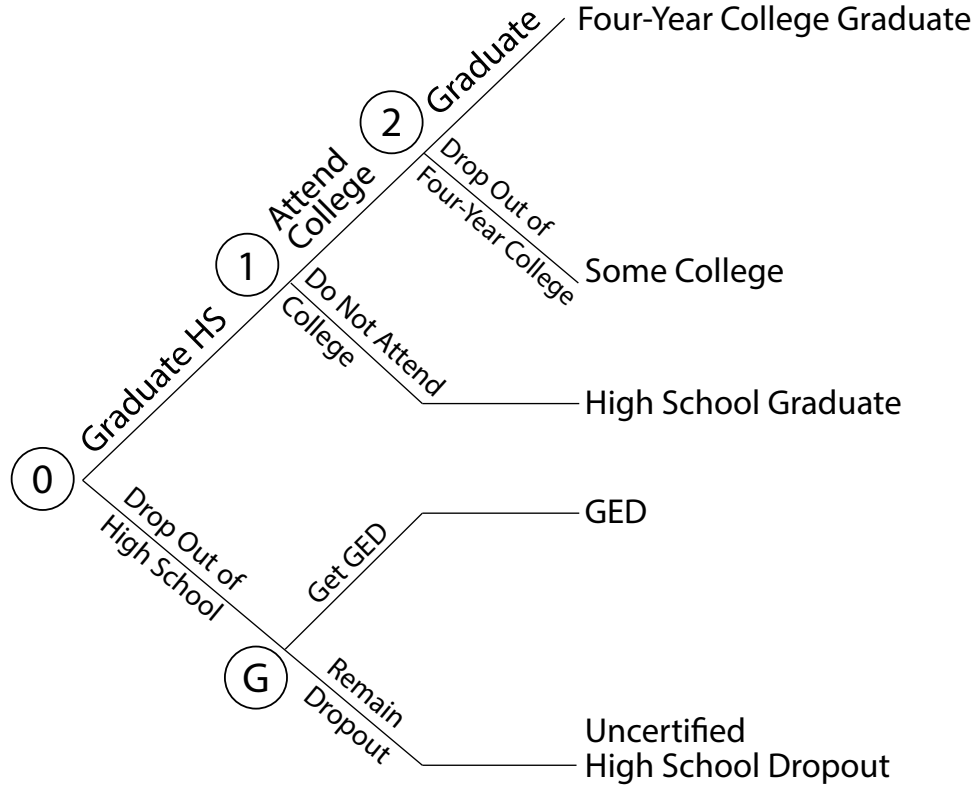 Four-Year College Graduate
Graduate
2
Drop Out of
Four-Year College
Some College
Attend
College
1
Do Not Attend
College
High School Graduate
Graduate HS
0
Drop Out of
High School
GED
Get GED
G
Remain
Dropout
Uncertified
High School Dropout